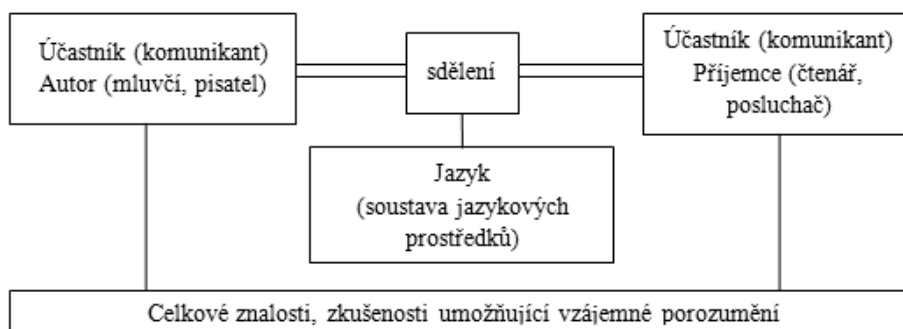 Účastník (komunikant)
Autor (mluvčí, pisatel)
sdělení
Účastník (komunikant)
Příjemce (čtenář,
posluchač)
Jazyk
(soustava jazykových
prostředků)
Celkové znalosti, zkušenosti umožňující vzájemné porozumění